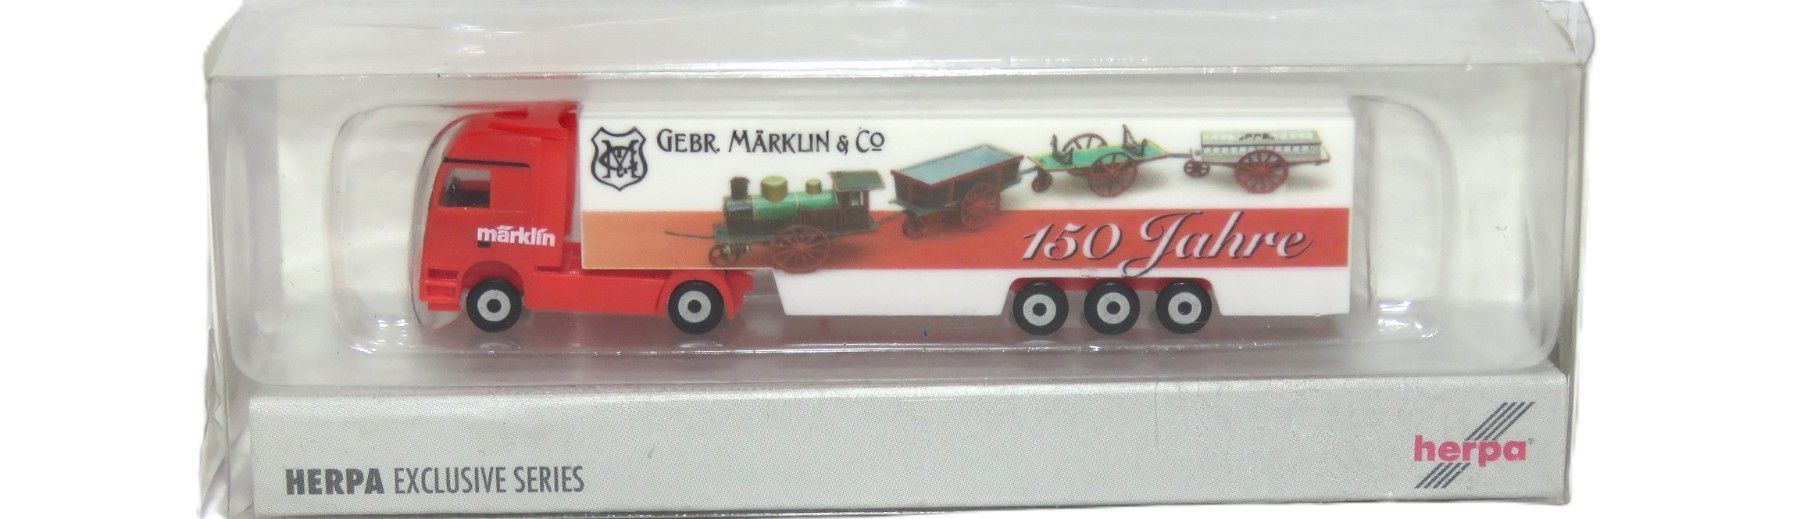 GEBR. MÄRKLIN & CO
märklin
150 Jahre
HERPA EXCLUSIVE SERIES
herpa